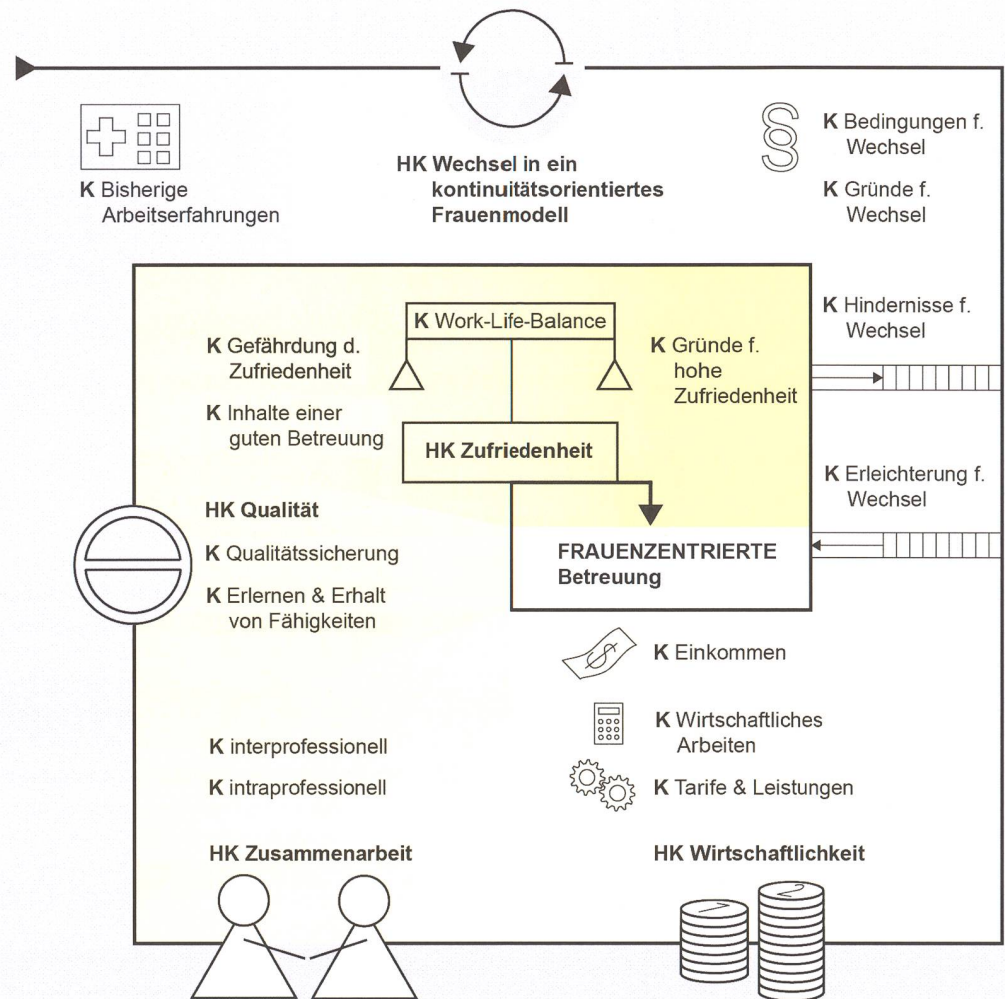 K Bisherige
Arbeitserfahrungen
HK Wechsel in ein
kontinuitätsorientiertes
Frauenmodell
K Bedingungen f.
Wechsel
K Gründe f.
Wechsel
K Hindernisse f.
Wechsel
K Erleichterung f.
Wechsel
K Work-Life-Balance
K Gefährdung d.
Zufriedenheit
K Inhalte einer
guten Betreuung
K Gründe f.
hohe
Zufriedenheit
HK Zufriedenheit
HK Qualität
K Qualitätssicherung
K Erlernen & Erhalt
von Fähigkeiten
FRAUENZENTRIERTE
Betreuung
$
K Einkommen
K Wirtschaftliches
Arbeiten
K Tarife & Leistungen
K interprofessionell
K intraprofessionell
HK Zusammenarbeit
HK Wirtschaftlichkeit
1
2